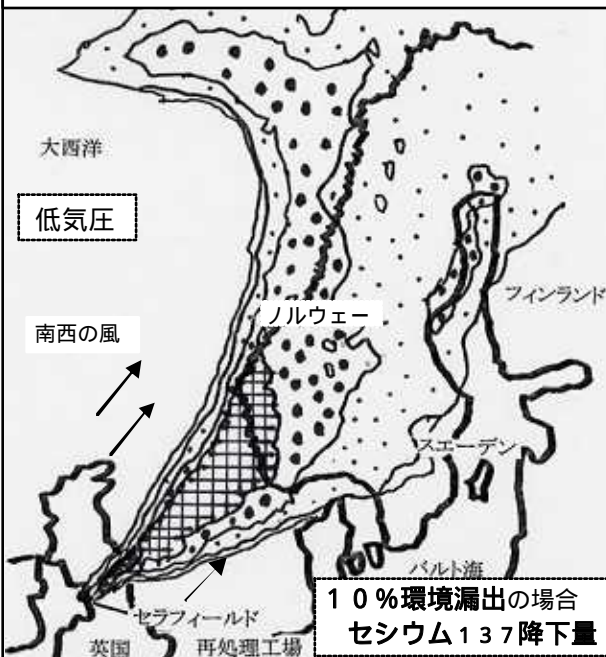 大西洋
低気圧
フィンランド
ノルウェー
南西の風
スエーデン
バルト海
１０％環境漏出の場合
セシウム１３７降下量
セラフィールド
英国 再処理工場